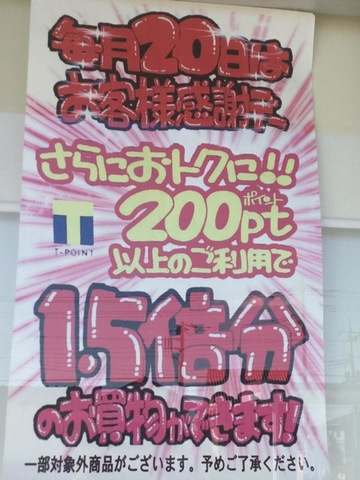 毎月20日は
お客様感謝デー
さらにおトクに!!
T
T-POINT
200pt
ポイント
以上のご利用で
1.5倍分
のお買物ができます!
一部対象外商品がございます。予めご了承ください。